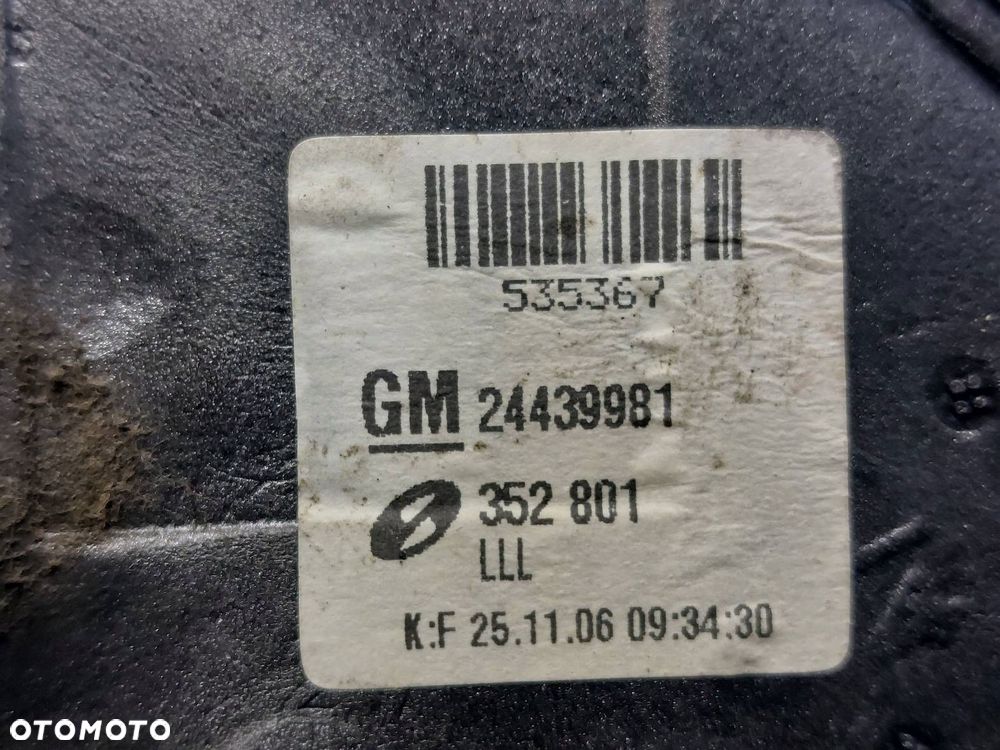 535367
GM 24439981
352 801
LLL
K:F 25.11.06 09:34:30
OTOMOTO